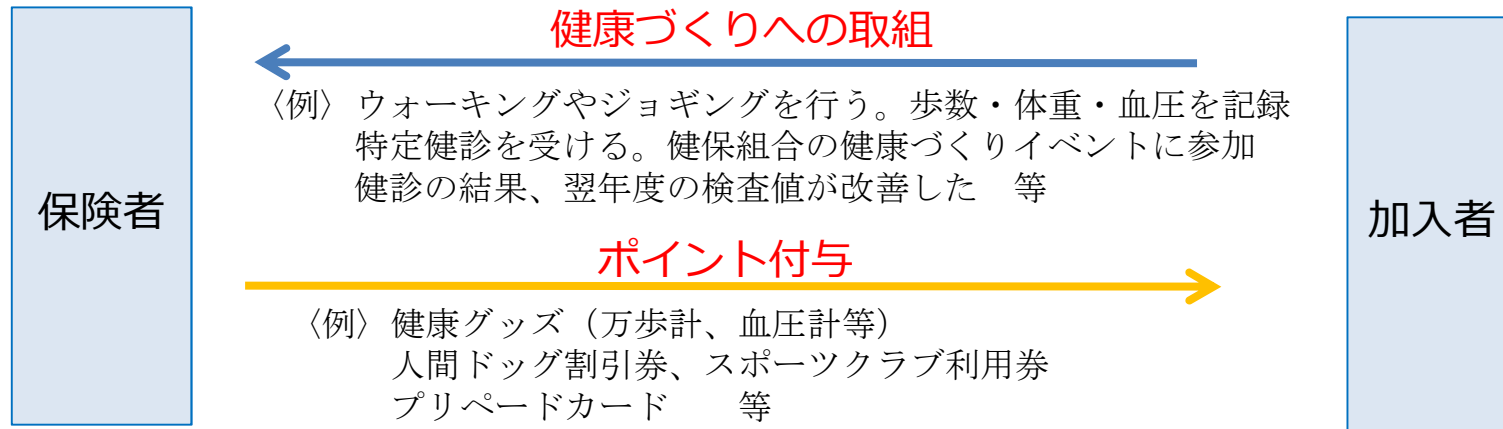 健康づくりへの取組
〈例〉ウォーキングやジョギングを行う。歩数・体重・血圧を記録
特定健診を受ける。健保組合の健康づくりイベントに参加
健診の結果、翌年度の検査値が改善した　等
保険者
加入者
ポイント付与
〈例〉健康グッズ（万歩計、血圧計等）
人間ドッグ割引券、スポーツクラブ利用券
プリペードカード　　等